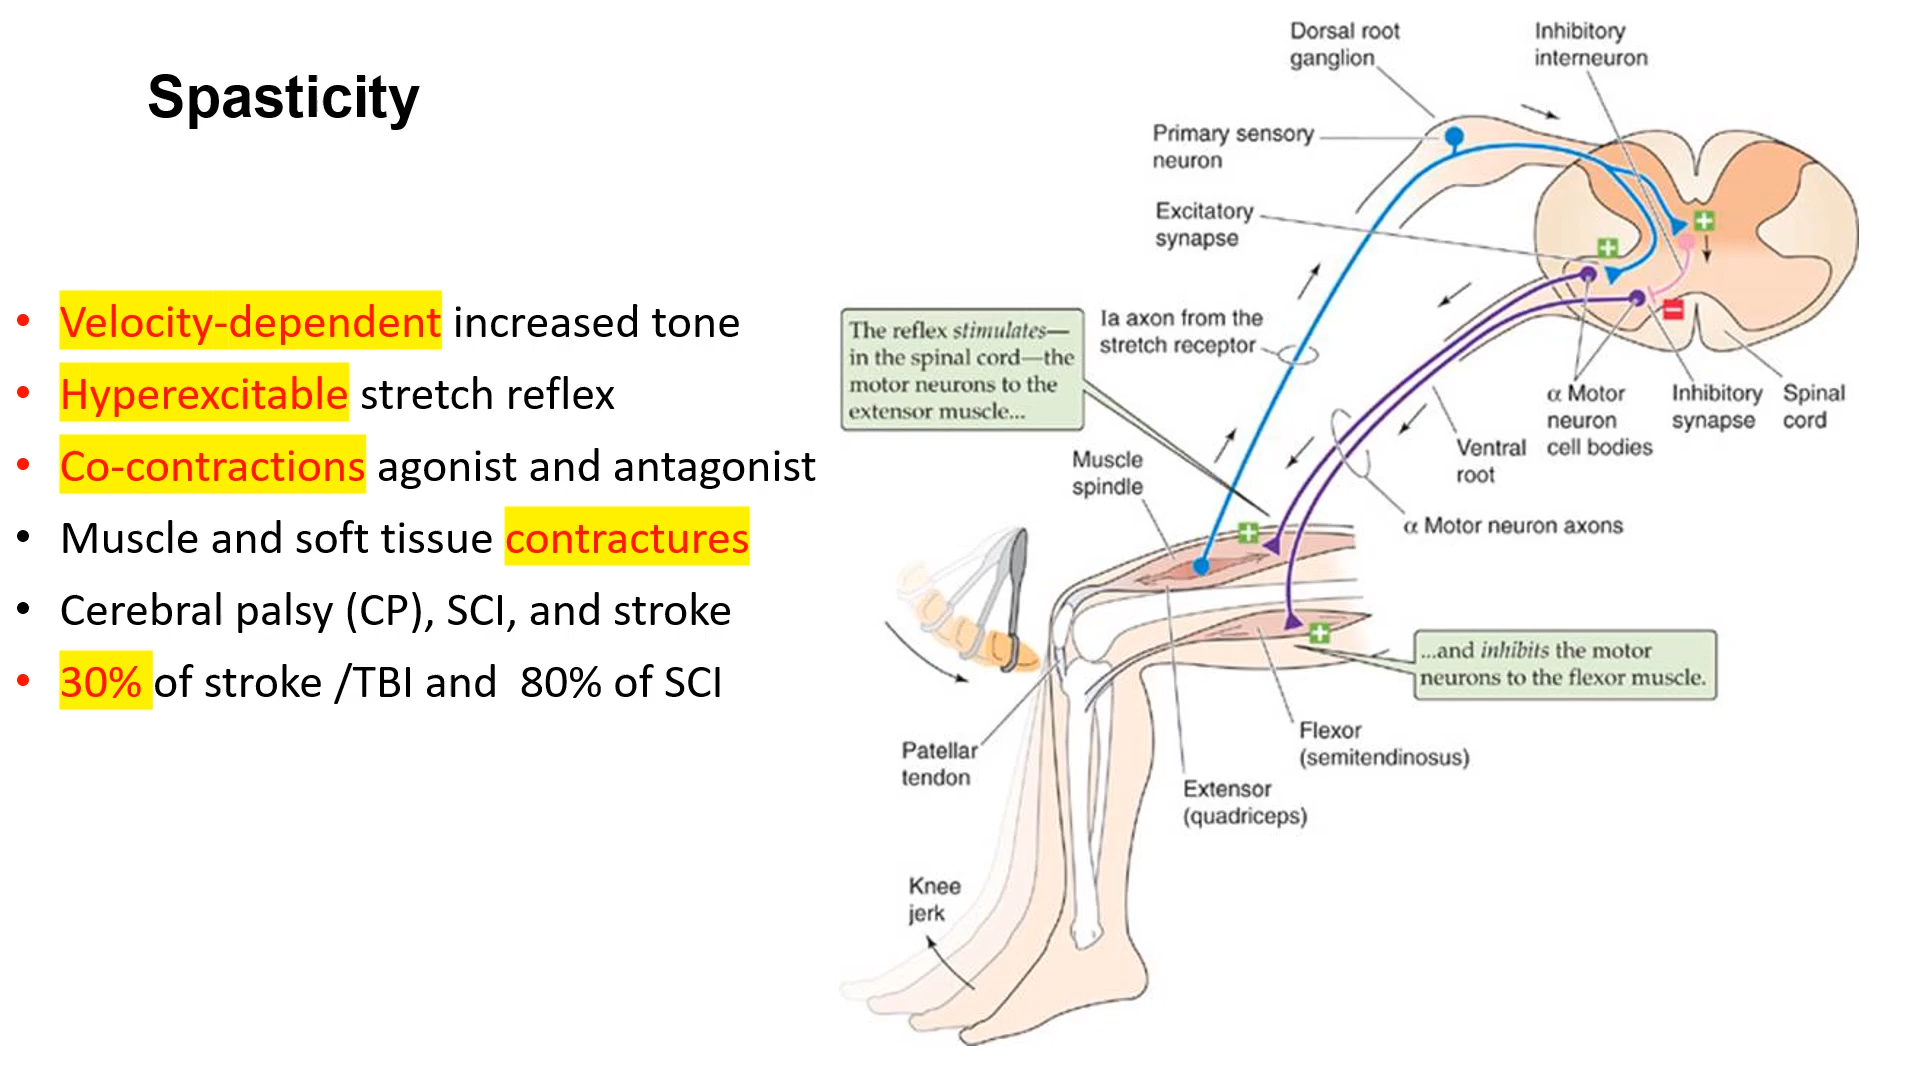 Spasticity
• Velocity-dependent increased tone
• Hyperexcitable stretch reflex
• Co-contractions agonist and antagonist
• Muscle and soft tissue contractures
• Cerebral palsy (CP), SCI, and stroke
• 30% of stroke /TBI and  80% of SCI
Dorsal root
ganglion
Inhibitory
interneuron
Primary sensory
neuron
Excitatory
synapse
Ia axon from the
stretch receptor
The reflex stimulates—
in the spinal cord—the
motor neurons to the
extensor muscle...
Muscle
spindle
α Motor
neuron
cell bodies
Inhibitory
synapse
Spinal
cord
Ventral
root
α Motor neuron axons
...and inhibits the motor
neurons to the flexor muscle.
Flexor
(semitendinosus)
Patellar
tendon
Extensor
(quadriceps)
Knee
jerk